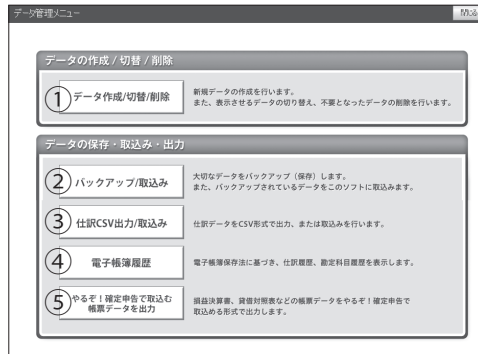 データ管理メニュー
閉じる
データの作成 / 切替 / 削除
① データ作成/切替/削除
新規データの作成を行います。
また、表示させるデータの切り替え、不要となったデータの削除を行います。
データの保存・取込み・出力
② バックアップ/取込み
大切なデータをバックアップ（保存）します。
また、バックアップされているデータをこのソフトに取込みます。
③ 仕訳CSV出力/取込み
仕訳データをCSV形式で出力、または取込みを行います。
④ 電子帳簿履歴
電子帳簿保存法に基づき、仕訳履歴、勘定科目履歴を表示します。
⑤ やるぞ！確定申告で取込む
帳票データを出力
損益決算書、貸借対照表などの帳票データをやるぞ！確定申告で
取込める形式で出力します。